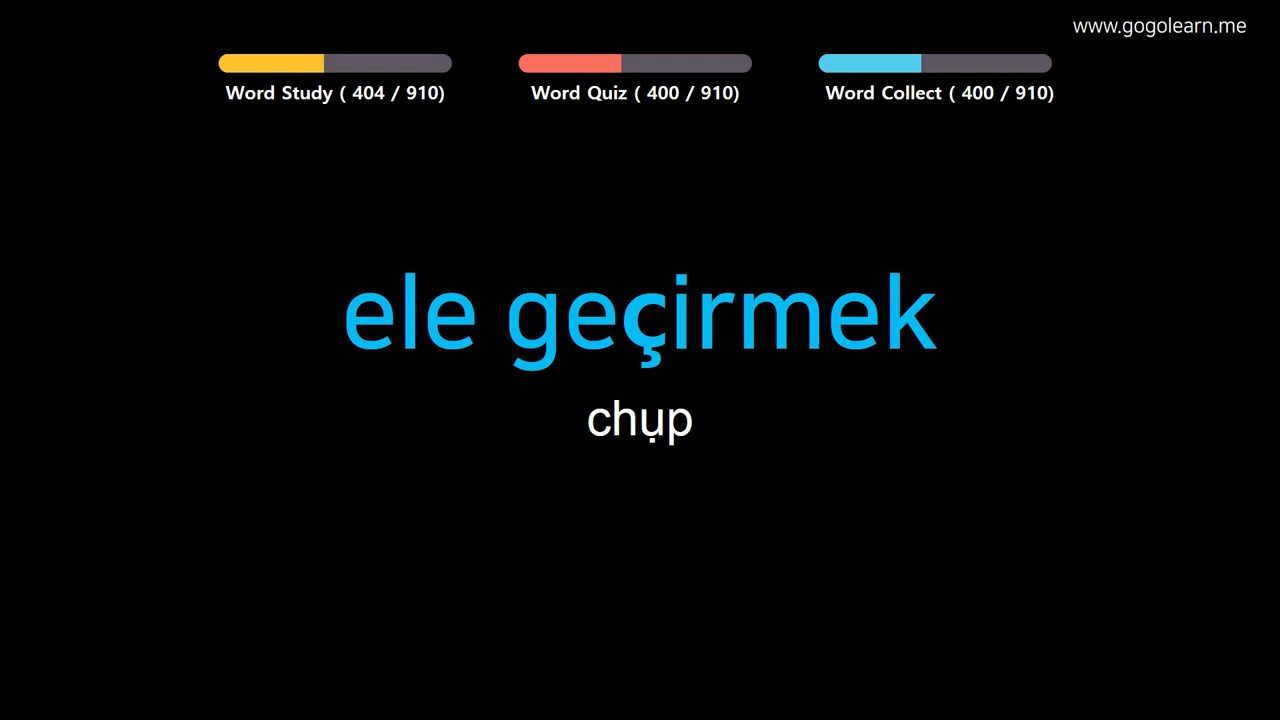 www.gogolearn.me
Word Study ( 404 / 910)
Word Quiz ( 400 / 910)
Word Collect ( 400 / 910)
ele geçirmek
chụp